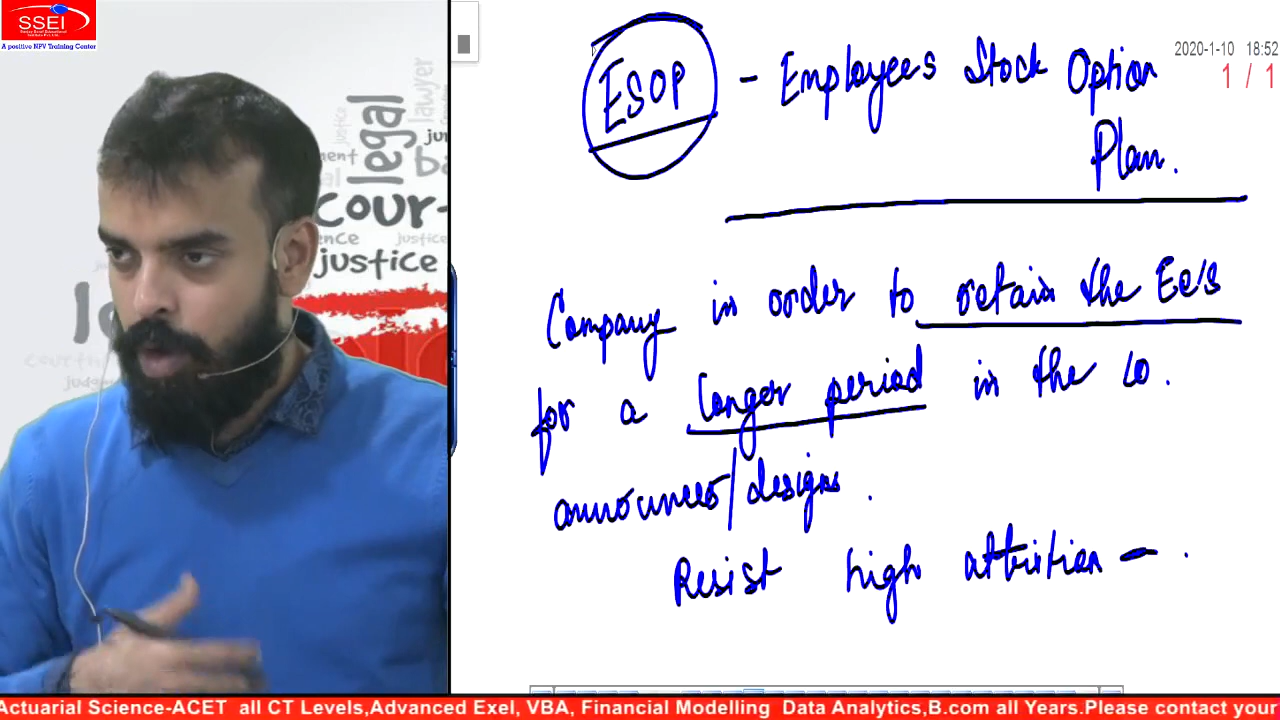 SSEI
A positive NPV Training Center
2020-1-10 18:52
1 / 1
ESOP - Employees Stock Option
Plan.
Company in order to retain the Ee's
for a longer period in the co.
announces/designs.
Resist high attrition - .
legal
lawyer
justice
cour-
justice
justice
Actuarial Science-ACET all CT Levels,Advanced Exel, VBA, Financial Modelling Data Analytics,B.com all Years.Please contact your